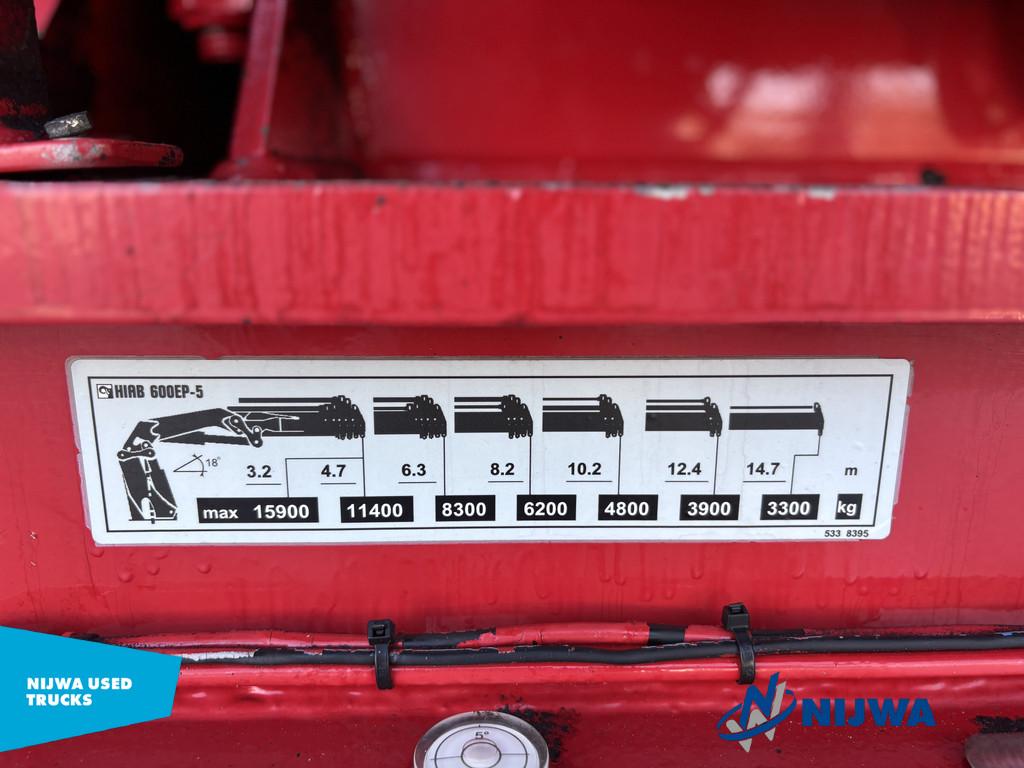 HIAB 600EP-5
18°
3.2 4.7 6.3 8.2 10.2 12.4 14.7 m
max 15900 11400 8300 6200 4800 3900 3300 kg
533 8395
NIJWA USED
TRUCKS
NIJWA
5°